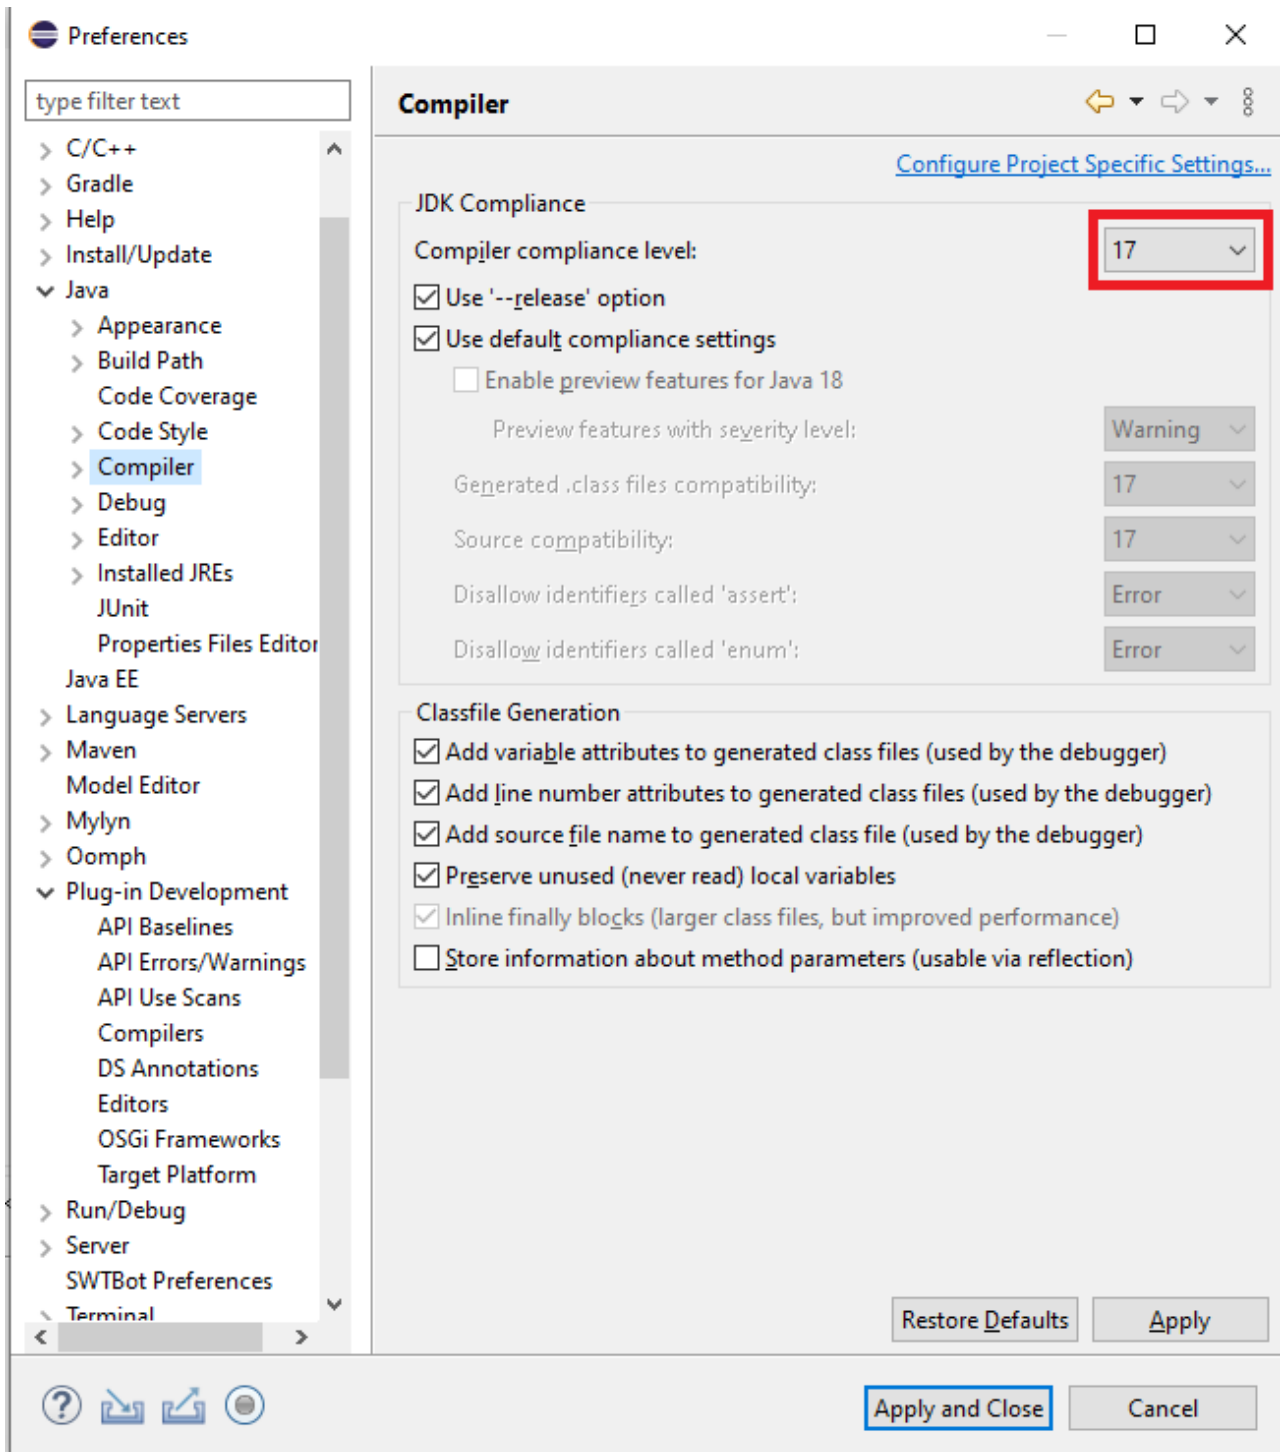 Preferences
type filter text
C/C++
Gradle
Help
Install/Update
Java
Appearance
Build Path
Code Coverage
Code Style
Compiler
Debug
Editor
Installed JREs
JUnit
Properties Files Editor
Java EE
Language Servers
Maven
Model Editor
Mylyn
Oomph
Plug-in Development
API Baselines
API Errors/Warnings
API Use Scans
Compilers
DS Annotations
Editors
OSGi Frameworks
Target Platform
Run/Debug
Server
SWTBot Preferences
Terminal
Compiler
Configure Project Specific Settings...
JDK Compliance
Compiler compliance level: 17
Use '--release' option
Use default compliance settings
Enable preview features for Java 18
Preview features with severity level: Warning
Generated .class files compatibility: 17
Source compatibility: 17
Disallow identifiers called 'assert': Error
Disallow identifiers called 'enum': Error
Classfile Generation
Add variable attributes to generated class files (used by the debugger)
Add line number attributes to generated class files (used by the debugger)
Add source file name to generated class file (used by the debugger)
Preserve unused (never read) local variables
Inline finally blocks (larger class files, but improved performance)
Store information about method parameters (usable via reflection)
Restore Defaults Apply
? Apply and Close Cancel